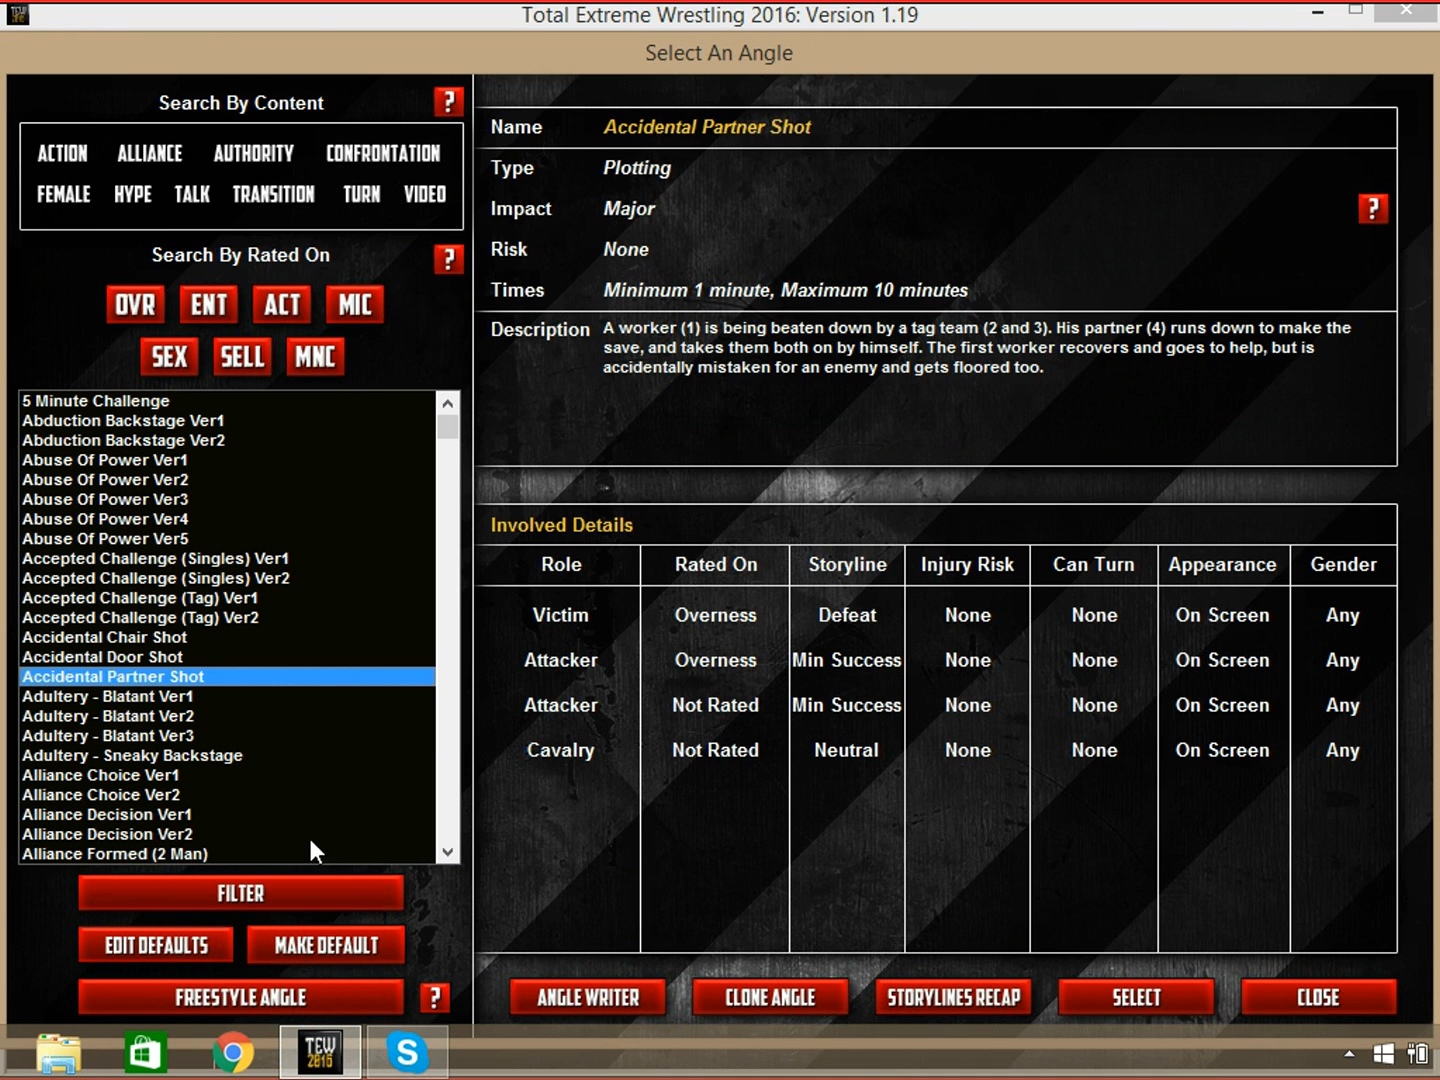 Total Extreme Wrestling 2016: Version 1.19
Select An Angle
Search By Content
?
ACTION ALLIANCE AUTHORITY CONFRONTATION
FEMALE HYPE TALK TRANSITION TURN VIDEO
Search By Rated On
?
OVR ENT ACT MIC
SEX SELL MNC
5 Minute Challenge
Abduction Backstage Ver1
Abduction Backstage Ver2
Abuse Of Power Ver1
Abuse Of Power Ver2
Abuse Of Power Ver3
Abuse Of Power Ver4
Abuse Of Power Ver5
Accepted Challenge (Singles) Ver1
Accepted Challenge (Singles) Ver2
Accepted Challenge (Tag) Ver1
Accepted Challenge (Tag) Ver2
Accidental Chair Shot
Accidental Door Shot
Accidental Partner Shot
Adultery - Blatant Ver1
Adultery - Blatant Ver2
Adultery - Blatant Ver3
Adultery - Sneaky Backstage
Alliance Choice Ver1
Alliance Choice Ver2
Alliance Decision Ver1
Alliance Decision Ver2
Alliance Formed (2 Man)
FILTER
EDIT DEFAULTS MAKE DEFAULT
FREESTYLE ANGLE ?
Name Accidental Partner Shot
Type Plotting
Impact Major
?
Risk None
Times Minimum 1 minute, Maximum 10 minutes
Description A worker (1) is being beaten down by a tag team (2 and 3). His partner (4) runs down to make the
save, and takes them both on by himself. The first worker recovers and goes to help, but is
accidentally mistaken for an enemy and gets floored too.
Involved Details
Role Rated On Storyline Injury Risk Can Turn Appearance Gender
Victim Overness Defeat None None On Screen Any
Attacker Overness Min Success None None On Screen Any
Attacker Not Rated Min Success None None On Screen Any
Cavalry Not Rated Neutral None None On Screen Any
ANGLE WRITER CLONE ANGLE STORYLINES RECAP SELECT CLOSE
TEW
2016
S